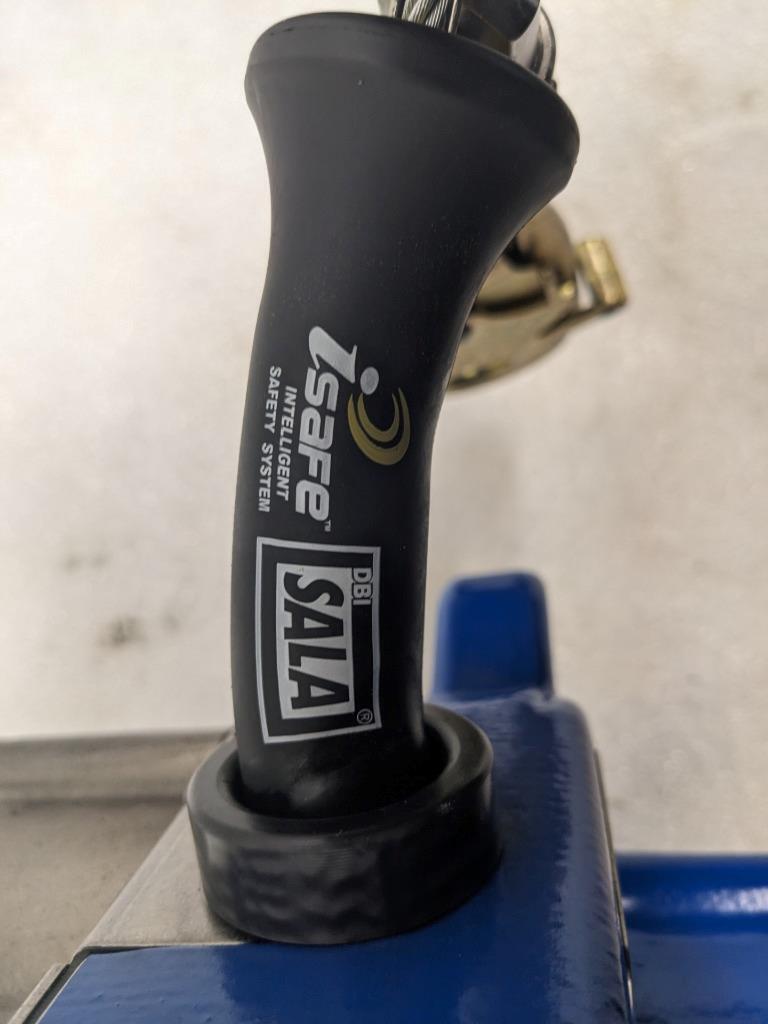 isafe™
INTELLIGENT
SAFETY SYSTEM
DBI
SALA®